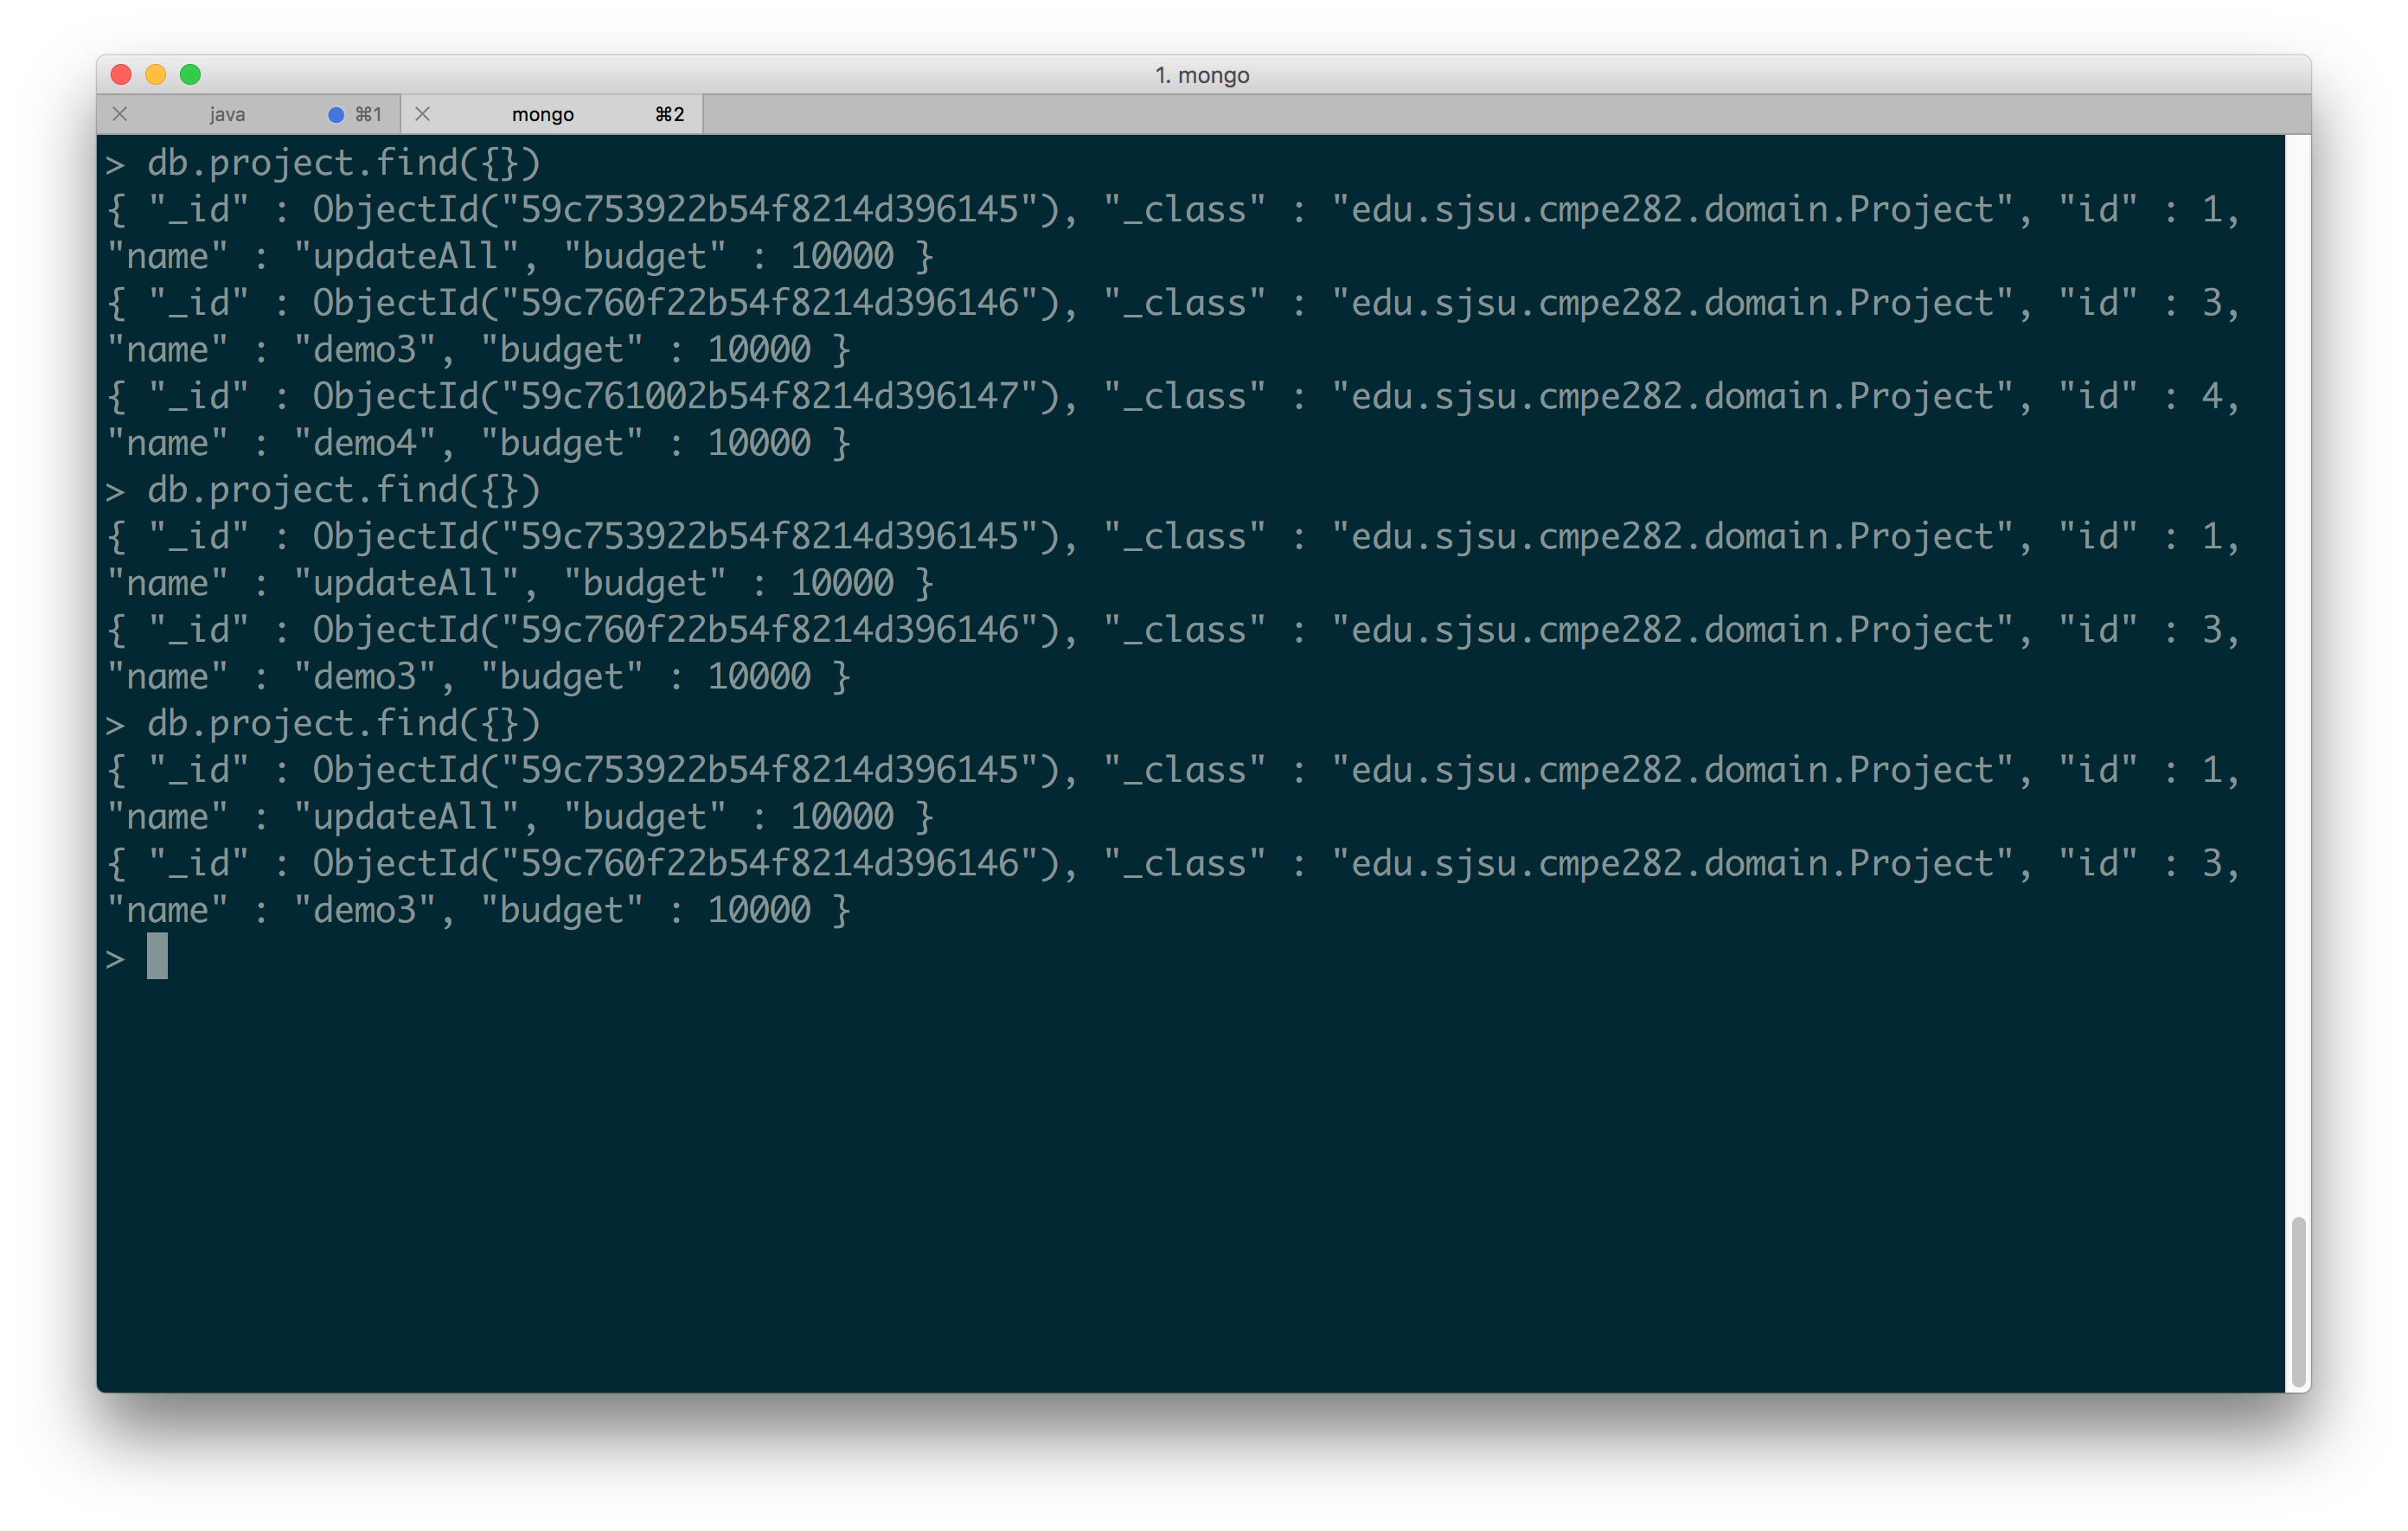 1. mongo
java ⌘1 mongo ⌘2
> db.project.find({})
{ "_id" : ObjectId("59c753922b54f8214d396145"), "_class" : "edu.sjsu.cmpe282.domain.Project", "id" : 1,
"name" : "updateAll", "budget" : 10000 }
{ "_id" : ObjectId("59c760f22b54f8214d396146"), "_class" : "edu.sjsu.cmpe282.domain.Project", "id" : 3,
"name" : "demo3", "budget" : 10000 }
{ "_id" : ObjectId("59c761002b54f8214d396147"), "_class" : "edu.sjsu.cmpe282.domain.Project", "id" : 4,
"name" : "demo4", "budget" : 10000 }
> db.project.find({})
{ "_id" : ObjectId("59c753922b54f8214d396145"), "_class" : "edu.sjsu.cmpe282.domain.Project", "id" : 1,
"name" : "updateAll", "budget" : 10000 }
{ "_id" : ObjectId("59c760f22b54f8214d396146"), "_class" : "edu.sjsu.cmpe282.domain.Project", "id" : 3,
"name" : "demo3", "budget" : 10000 }
> db.project.find({})
{ "_id" : ObjectId("59c753922b54f8214d396145"), "_class" : "edu.sjsu.cmpe282.domain.Project", "id" : 1,
"name" : "updateAll", "budget" : 10000 }
{ "_id" : ObjectId("59c760f22b54f8214d396146"), "_class" : "edu.sjsu.cmpe282.domain.Project", "id" : 3,
"name" : "demo3", "budget" : 10000 }
>